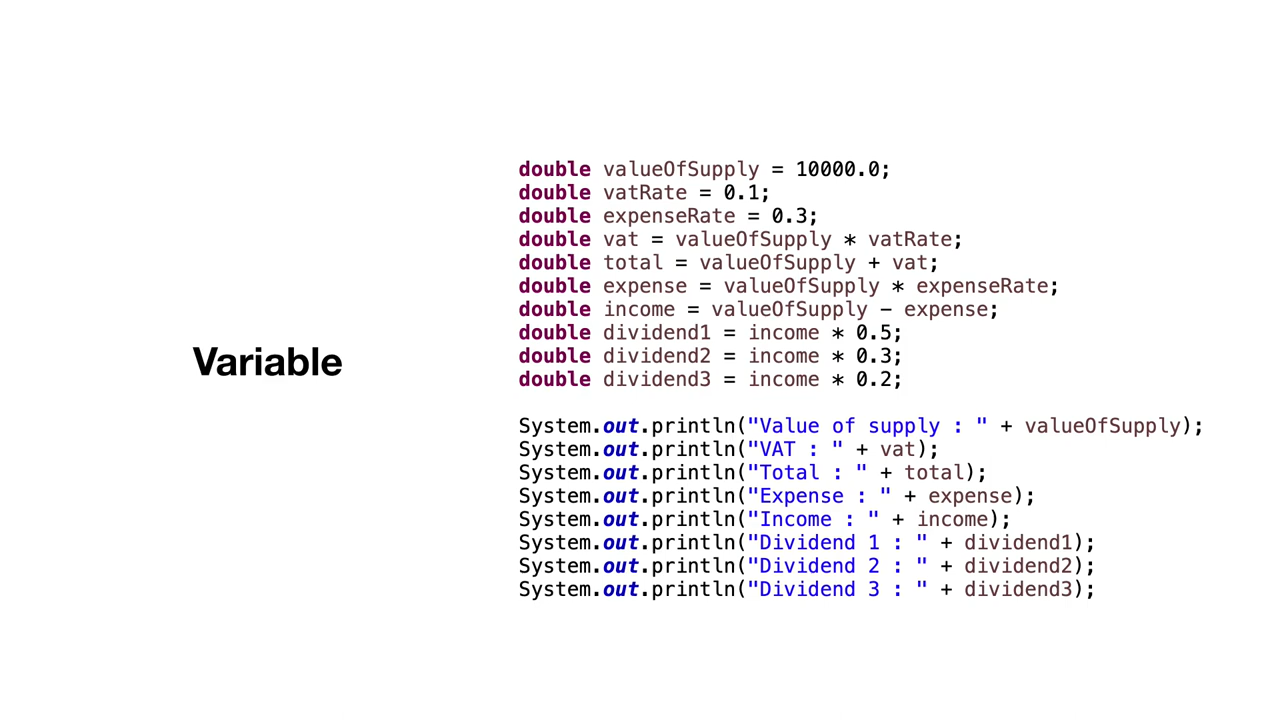 Variable
double valueOfSupply = 10000.0;
double vatRate = 0.1;
double expenseRate = 0.3;
double vat = valueOfSupply * vatRate;
double total = valueOfSupply + vat;
double expense = valueOfSupply * expenseRate;
double income = valueOfSupply - expense;
double dividend1 = income * 0.5;
double dividend2 = income * 0.3;
double dividend3 = income * 0.2;
System.out.println("Value of supply : " + valueOfSupply);
System.out.println("VAT : " + vat);
System.out.println("Total : " + total);
System.out.println("Expense : " + expense);
System.out.println("Income : " + income);
System.out.println("Dividend 1 : " + dividend1);
System.out.println("Dividend 2 : " + dividend2);
System.out.println("Dividend 3 : " + dividend3);